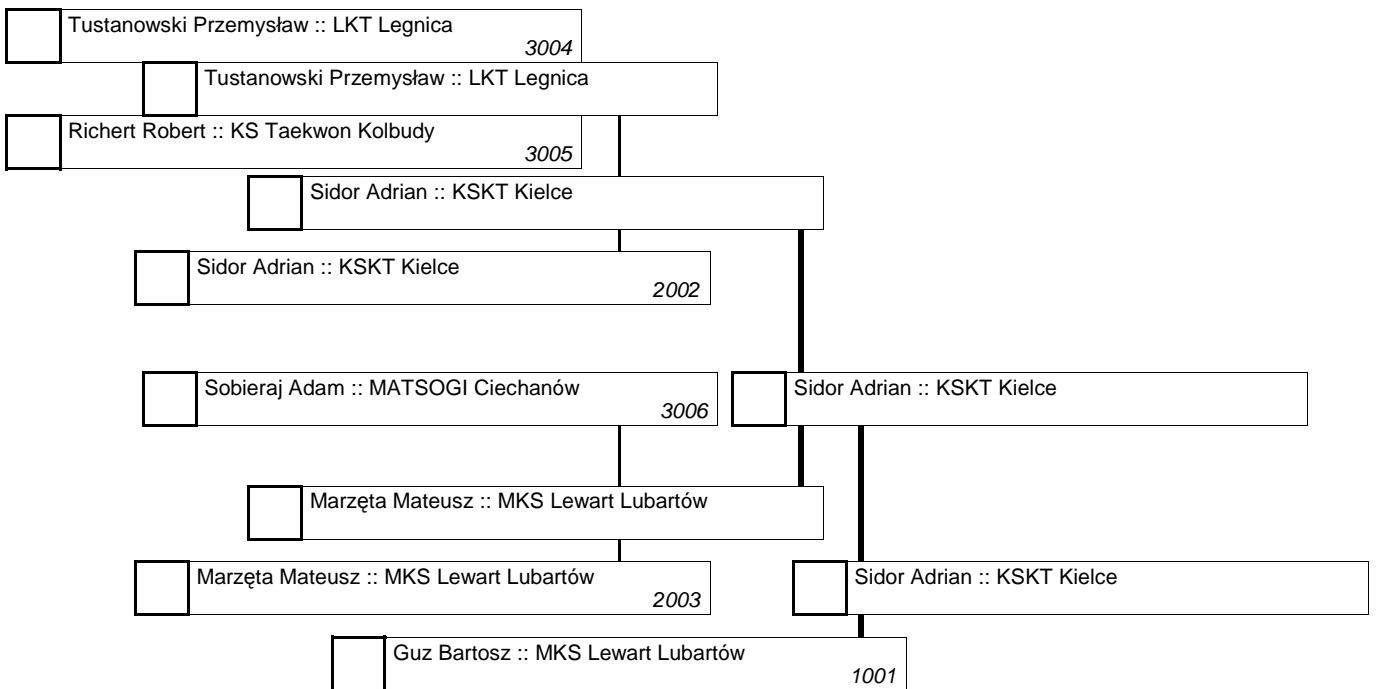 Tustanowski Przemysław :: LKT Legnica
3004
Tustanowski Przemysław :: LKT Legnica
Richert Robert :: KS Taekwon Kolbudy
3005
Sidor Adrian :: KSKT Kielce
Sidor Adrian :: KSKT Kielce
2002
Sobieraj Adam :: MATSOGI Ciechanów
3006
Sidor Adrian :: KSKT Kielce
Marzęta Mateusz :: MKS Lewart Lubartów
Marzęta Mateusz :: MKS Lewart Lubartów
2003
Sidor Adrian :: KSKT Kielce
Guz Bartosz :: MKS Lewart Lubartów
1001